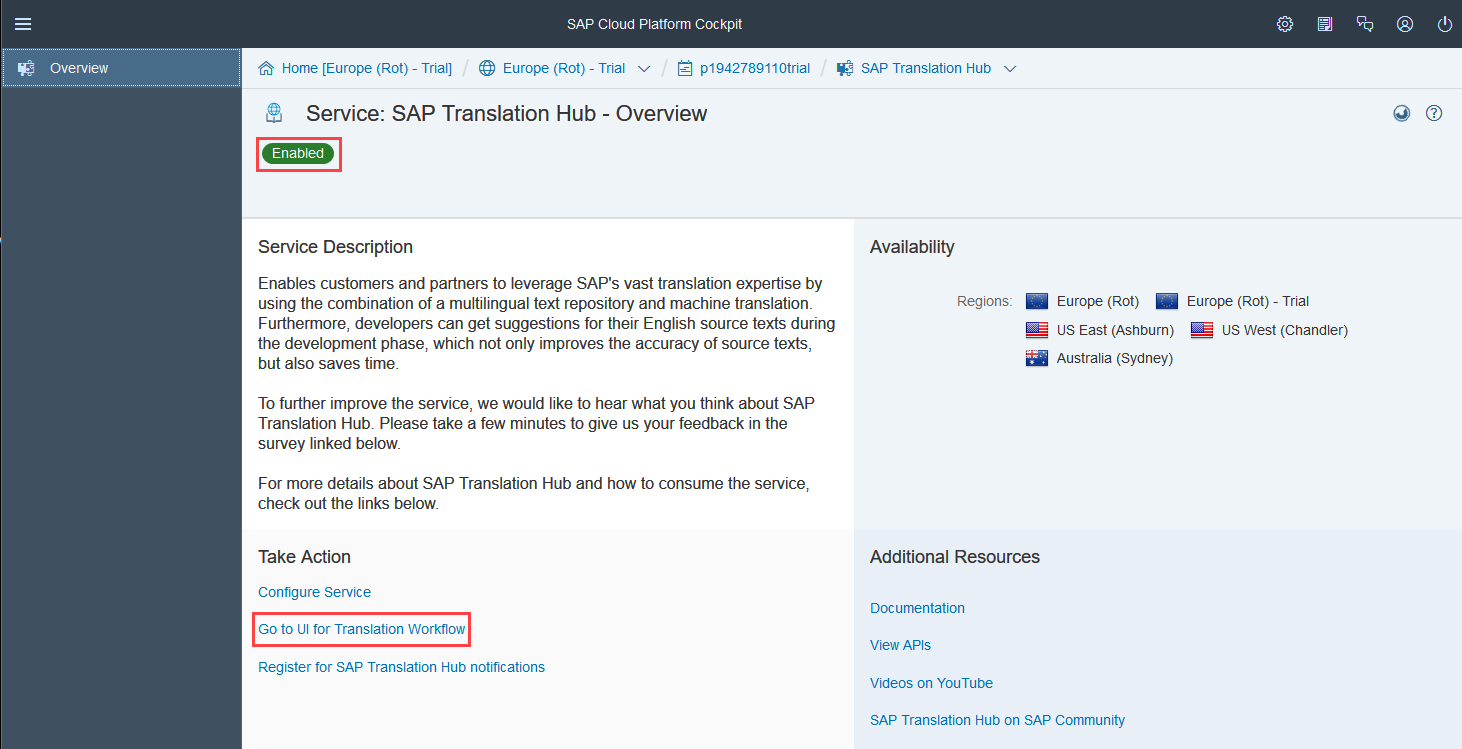 SAP Cloud Platform Cockpit
Overview
Home [Europe (Rot) - Trial] / Europe (Rot) - Trial / p1942789110trial / SAP Translation Hub
Service: SAP Translation Hub - Overview
Enabled
Service Description
Enables customers and partners to leverage SAP's vast translation expertise by
using the combination of a multilingual text repository and machine translation.
Furthermore, developers can get suggestions for their English source texts during
the development phase, which not only improves the accuracy of source texts,
but also saves time.
To further improve the service, we would like to hear what you think about SAP
Translation Hub. Please take a few minutes to give us your feedback in the
survey linked below.
For more details about SAP Translation Hub and how to consume the service,
check out the links below.
Availability
Regions: Europe (Rot) Europe (Rot) - Trial
US East (Ashburn) US West (Chandler)
Australia (Sydney)
Take Action
Configure Service
Go to UI for Translation Workflow
Register for SAP Translation Hub notifications
Additional Resources
Documentation
View APIs
Videos on YouTube
SAP Translation Hub on SAP Community